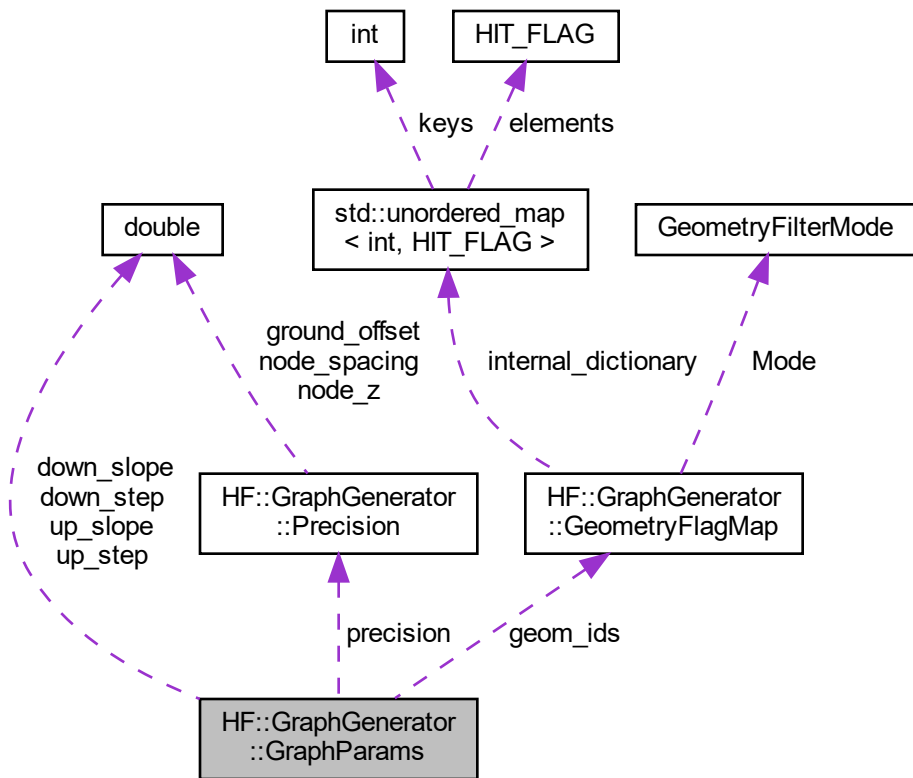 int
HIT_FLAG
keys
elements
double
std::unordered_map
< int, HIT_FLAG >
GeometryFilterMode
ground_offset
node_spacing
node_z
internal_dictionary
Mode
down_slope
down_step
up_slope
up_step
HF::GraphGenerator
::Precision
HF::GraphGenerator
::GeometryFlagMap
precision
geom_ids
HF::GraphGenerator
::GraphParams